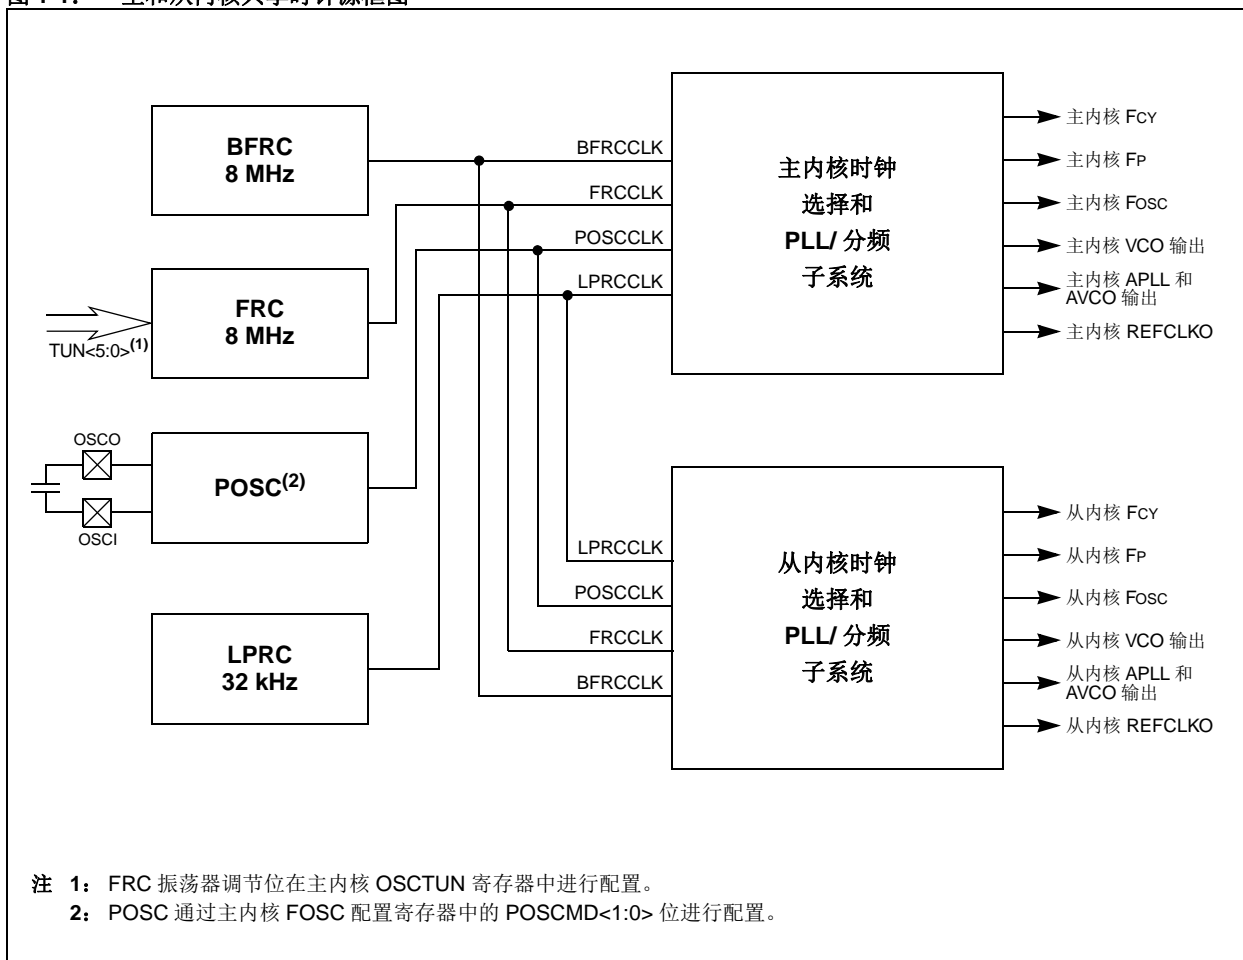 BFRC
8 MHz
FRC
8 MHz
TUN<5:0>(1)
OSCO
OSCI
POSC(2)
LPRC
32 kHz
BFRCCLK
FRCCLK
POSCCLK
LPRCCLK
主内核时钟
选择和
PLL/ 分频
子系统
主内核 FCY
主内核 FP
主内核 FOSC
主内核 VCO 输出
主内核 APLL 和
AVCO 输出
主内核 REFCLKO
LPRCCLK
POSCCLK
FRCCLK
BFRCCLK
从内核时钟
选择和
PLL/ 分频
子系统
从内核 FCY
从内核 FP
从内核 FOSC
从内核 VCO 输出
从内核 APLL 和
AVCO 输出
从内核 REFCLKO
注 1： FRC 振荡器调节位在主内核 OSCTUN 寄存器中进行配置。
2： POSC 通过主内核 FOSC 配置寄存器中的 POSCMD<1:0> 位进行配置。